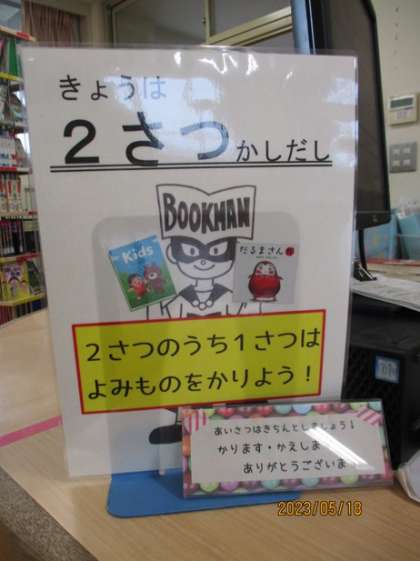 きょうは
２さつかしだし
BOOKMAN
for Kids
だるまさんが
２さつのうち１さつは
よみものをかりよう！
あいさつはきちんとしましょう！
かります・かえしま
ありがとうございま
2023/05/18